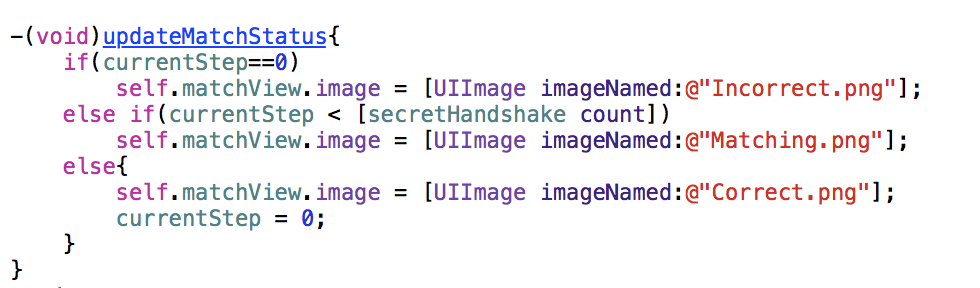 -(void)updateMatchStatus{
    if(currentStep==0)
        self.matchView.image = [UIImage imageNamed:@"Incorrect.png"];
    else if(currentStep < [secretHandshake count])
        self.matchView.image = [UIImage imageNamed:@"Matching.png"];
    else{
        self.matchView.image = [UIImage imageNamed:@"Correct.png"];
        currentStep = 0;
    }
}